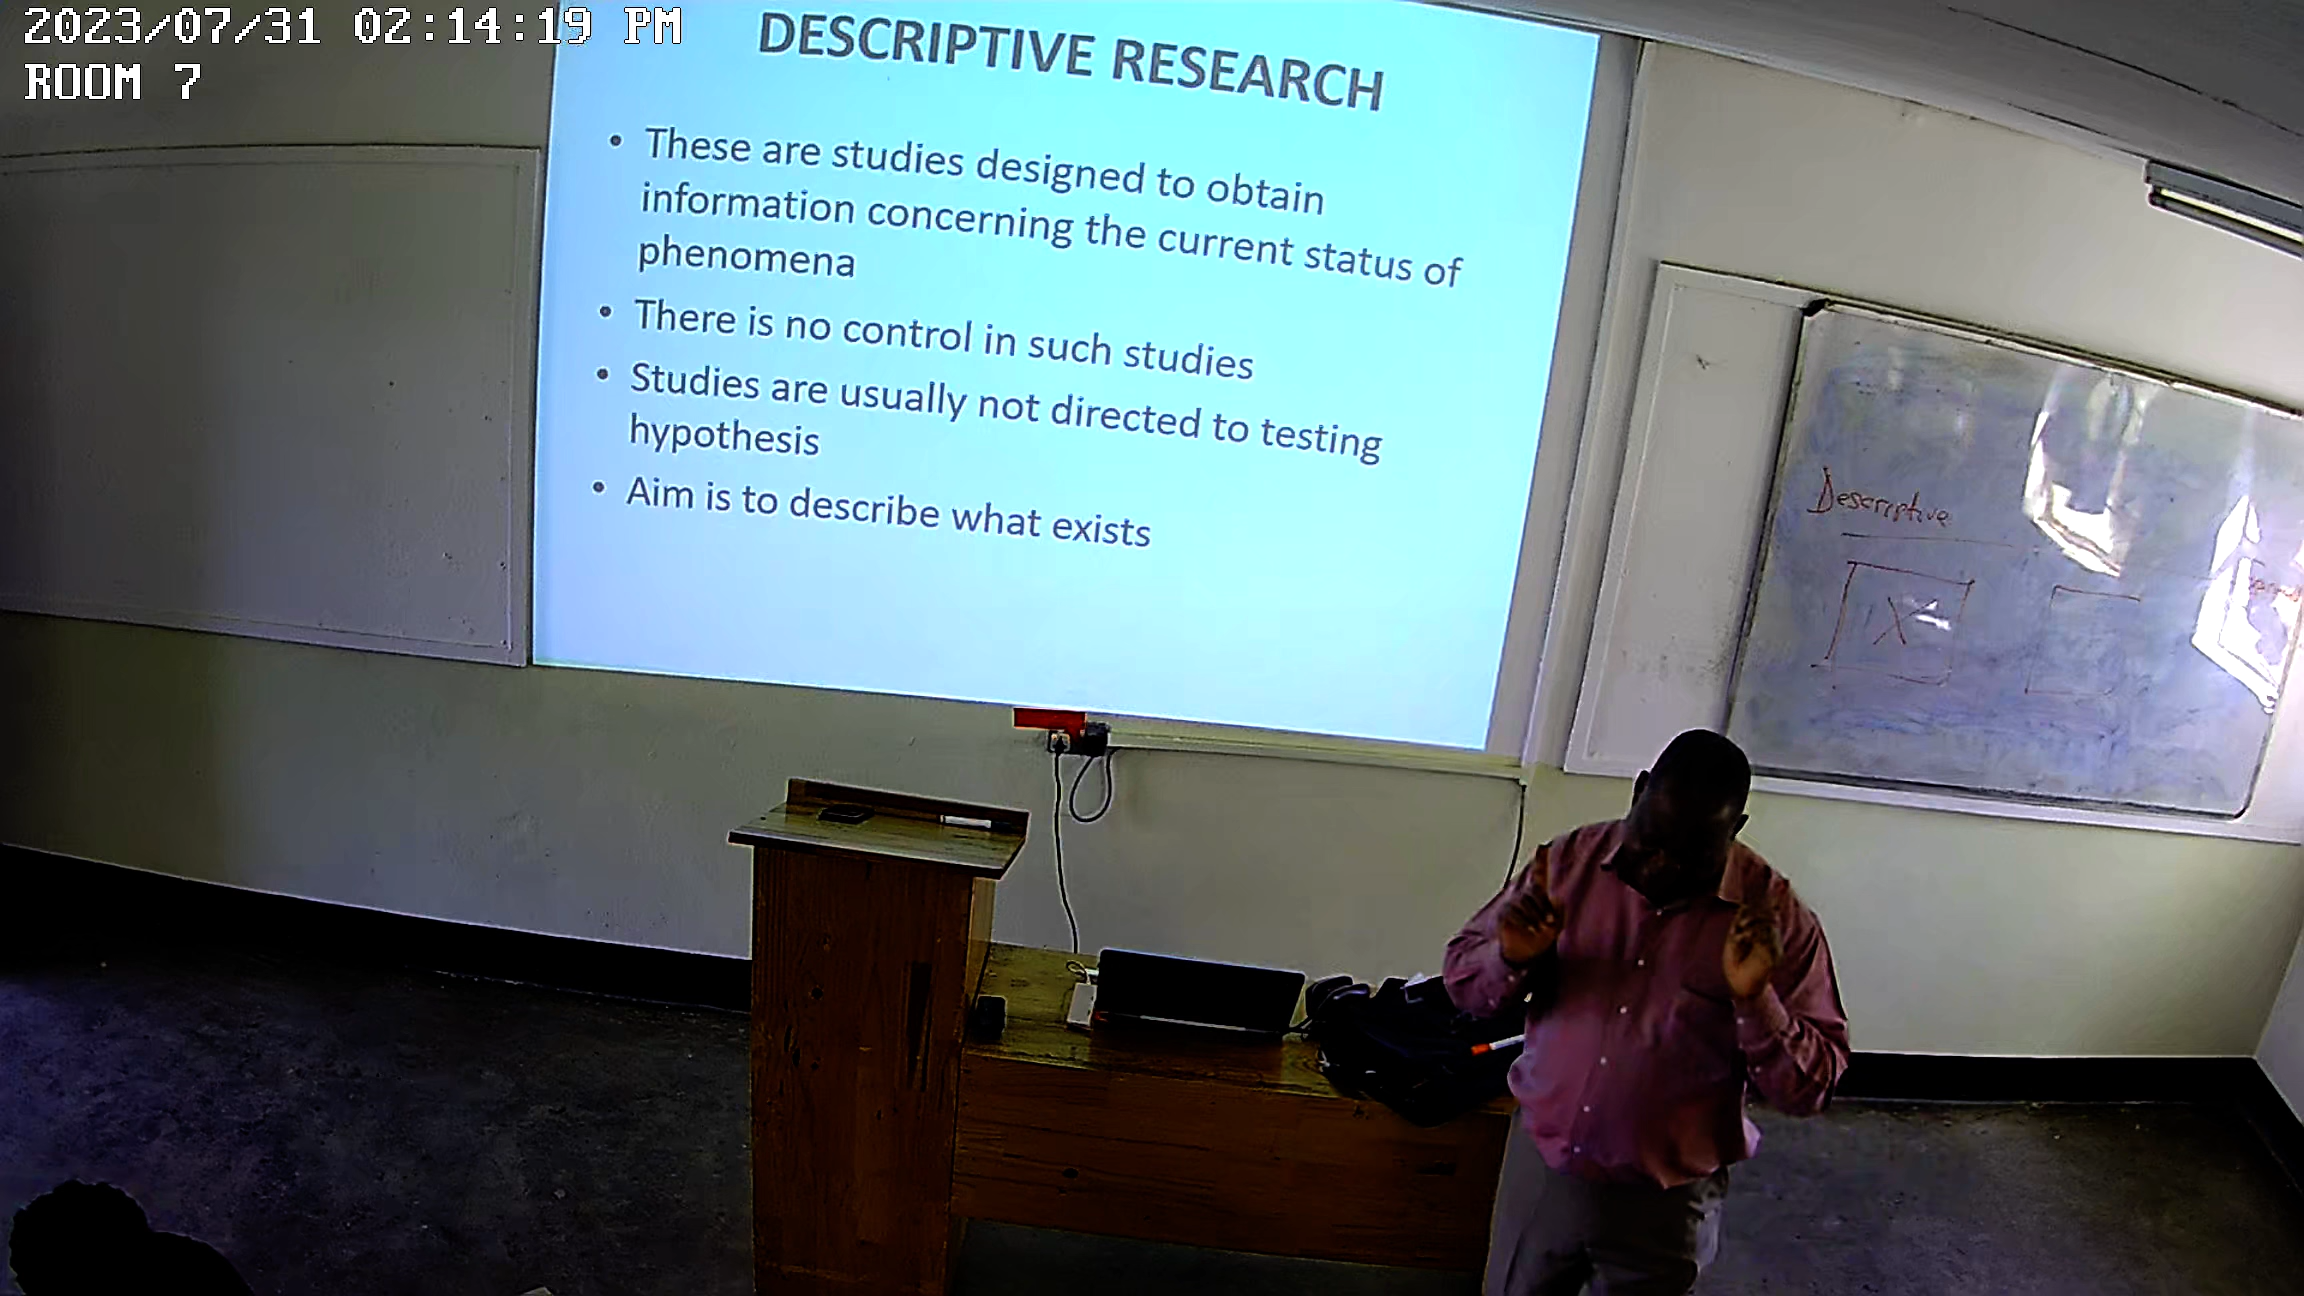 2023/07/31 02:14:19 PM
ROOM 7
DESCRIPTIVE RESEARCH
• These are studies designed to obtain
information concerning the current status of
phenomena
• There is no control in such studies
• Studies are usually not directed to testing
hypothesis
• Aim is to describe what exists
Descriptive
X